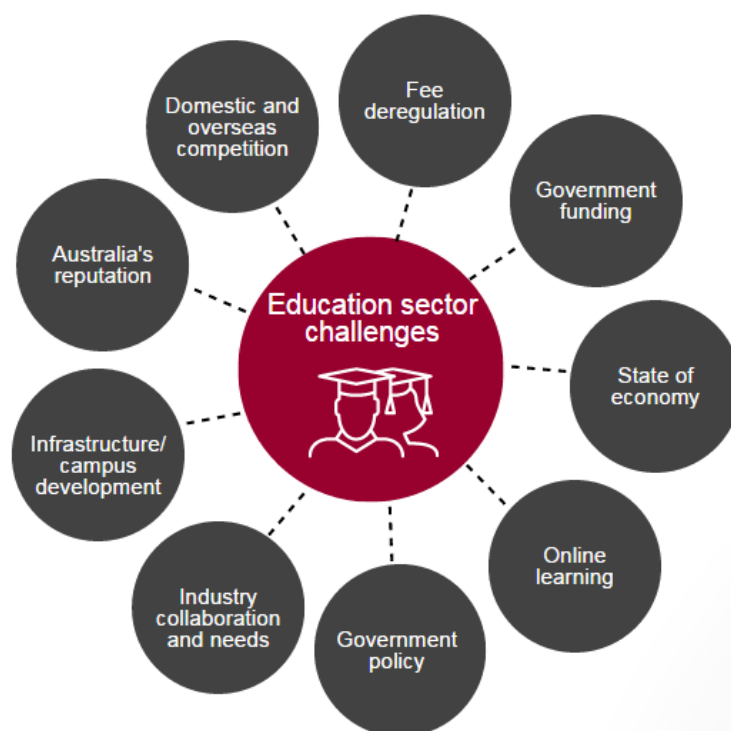 Fee
deregulation
Government
funding
State of
economy
Online
learning
Government
policy
Industry
collaboration
and needs
Infrastructure/
campus
development
Australia's
reputation
Domestic and
overseas
competition
Education sector
challenges